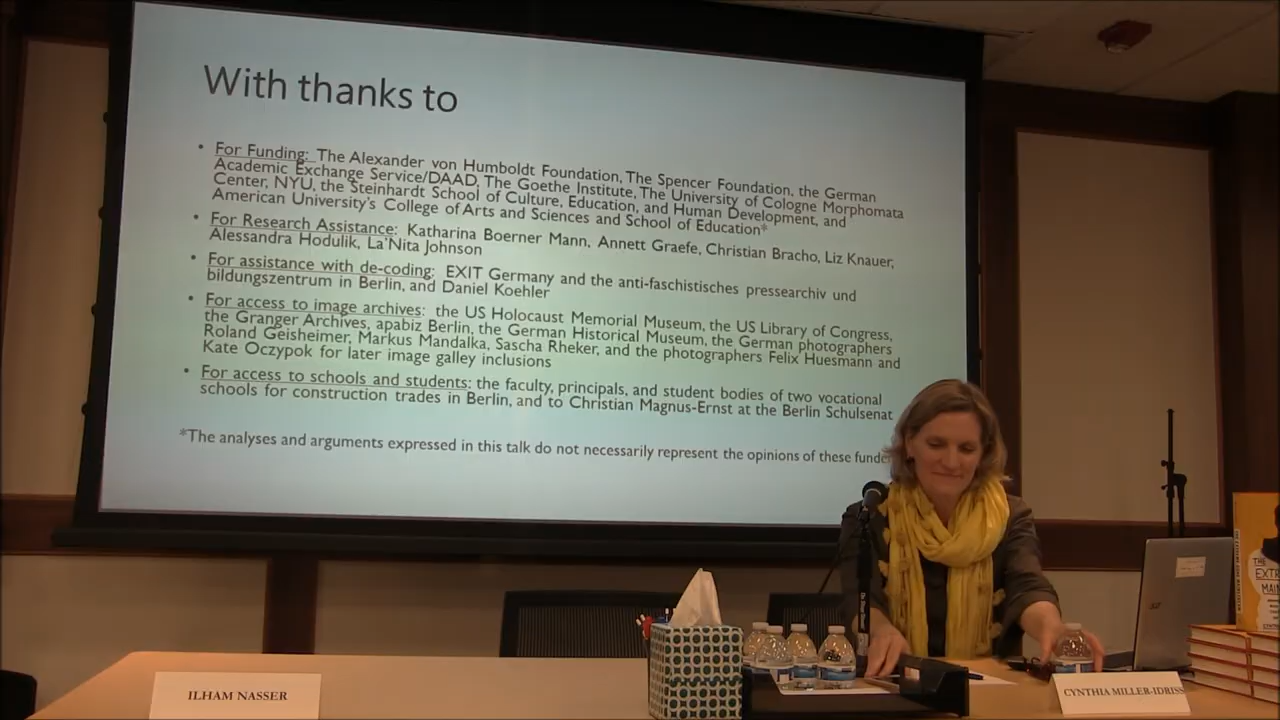 With thanks to
• For Funding: The Alexander von Humboldt Foundation, The Spencer Foundation, the German
Academic Exchange Service/DAAD, The Goethe Institute, The University of Cologne Morphomata
Center, NYU, the Steinhardt School of Culture, Education, and Human Development, and
American University's College of Arts and Sciences and School of Education*
• For Research Assistance: Katharina Boerner Mann, Annett Graefe, Christian Bracho, Liz Knauer,
Alessandra Hodulik, La'Nita Johnson
• For assistance with de-coding: EXIT Germany and the anti-faschistisches pressearchiv und
bildungszentrum in Berlin, and Daniel Koehler
• For access to image archives: the US Holocaust Memorial Museum, the US Library of Congress,
the Granger Archives, apabiz Berlin, the German Historical Museum, the German photographers
Roland Geisheimer, Markus Mandalka, Sascha Rheker, and the photographers Felix Huesmann and
Kate Oczypok for later image galley inclusions
• For access to schools and students: the faculty, principals, and student bodies of two vocational
schools for construction trades in Berlin, and to Christian Magnus-Ernst at the Berlin Schulsenat
*The analyses and arguments expressed in this talk do not necessarily represent the opinions of these funde
THE
EXTR
MAIN
ILHAM NASSER
CYNTHIA MILLER-IDRISS